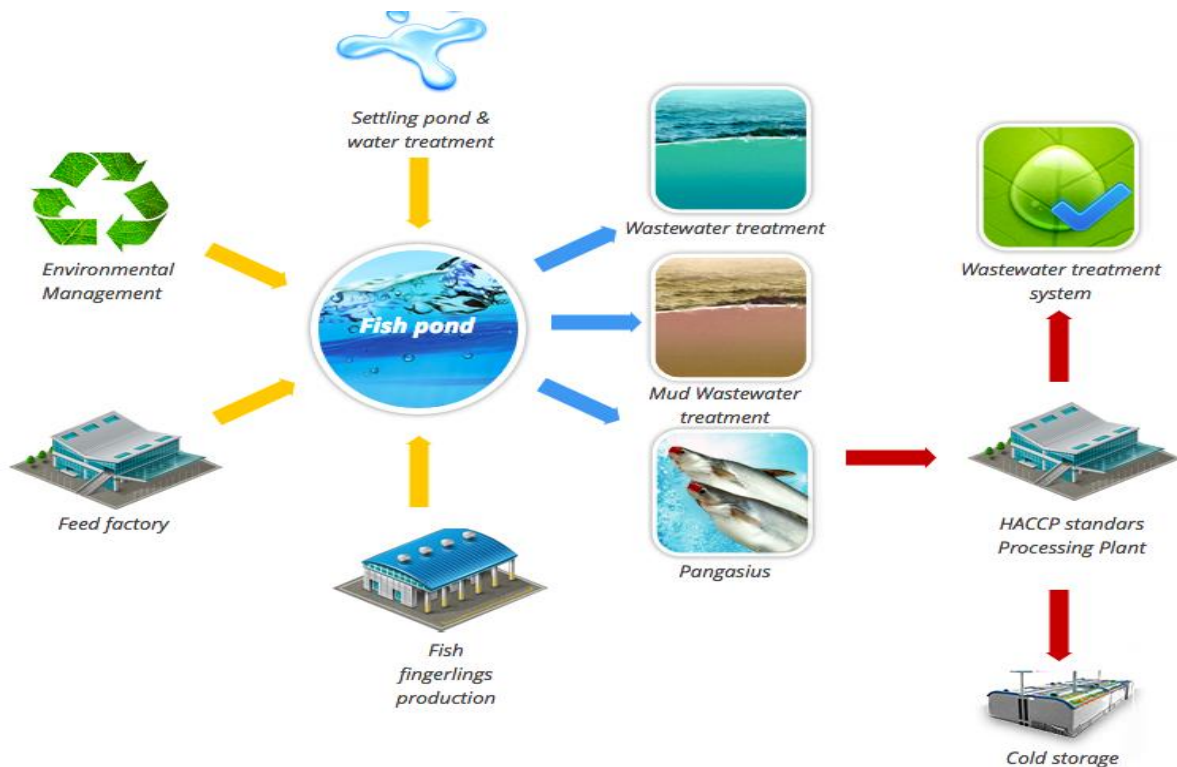 Settling pond &
water treatment
Environmental
Management
Wastewater treatment
Wastewater treatment
system
Fish pond
Mud Wastewater
treatment
Feed factory
Pangasius
HACCP standars
Processing Plant
Fish
fingerlings
production
Cold storage